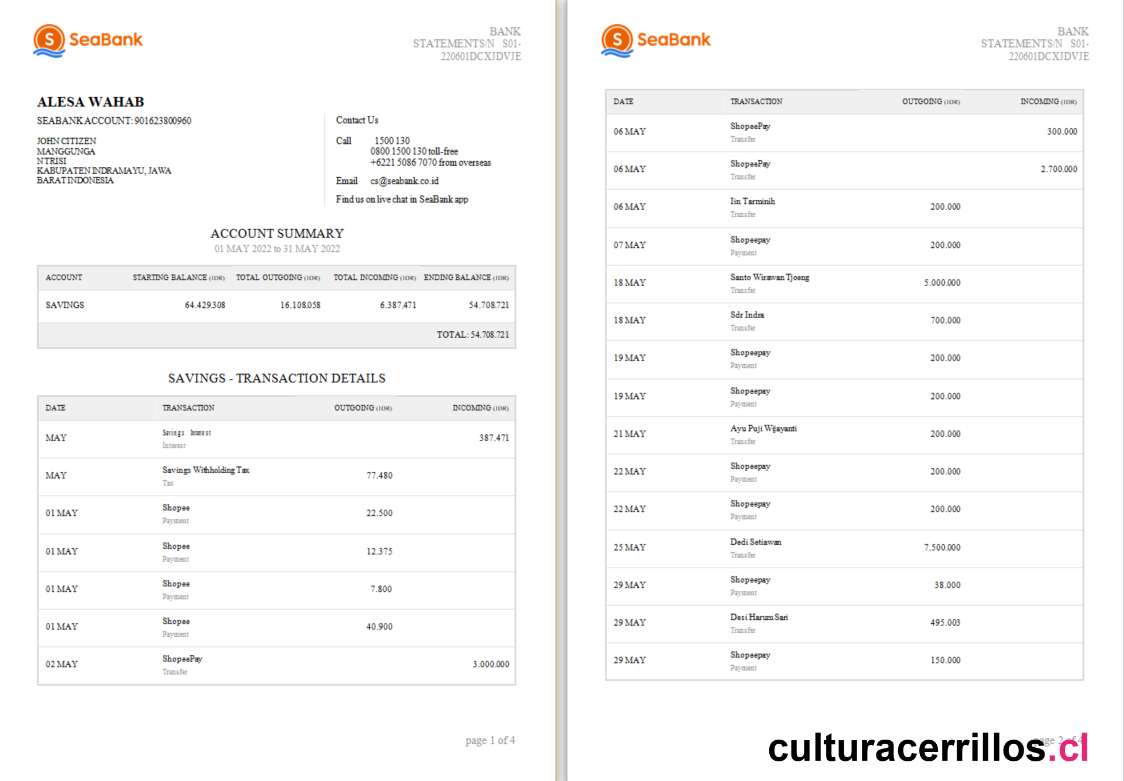 SeaBank
BANK
STATEMENTS/N S01-
220601DCXJDVJE
ALESA WAHAB
SEABANK ACCOUNT: 901623800960
JOHN CITIZEN
MANGGUNGA
NTRISI
KABUPATEN INDRAMAYU, JAWA
BARAT INDONESIA
Contact Us
Call 1500 130
0800 1500 130 toll-free
+6221 5086 7070 from overseas
Email cs@seabank.co.id
Find us on live chat in SeaBank app
ACCOUNT SUMMARY
01 MAY 2022 to 31 MAY 2022
ACCOUNT STARTING BALANCE (IDR) TOTAL OUTGOING (IDR) TOTAL INCOMING (IDR) ENDING BALANCE (IDR)
SAVINGS 64.429.308 16.108.058 6.387.471 54.708.721
TOTAL: 54.708.721
SAVINGS - TRANSACTION DETAILS
DATE TRANSACTION OUTGOING (IDR) INCOMING (IDR)
MAY Savings Interest 387.471
Interest
MAY Savings Withholding Tax 77.480
Tax
01 MAY Shopee 22.500
Payment
01 MAY Shopee 12.375
Payment
01 MAY Shopee 7.800
Payment
01 MAY Shopee 40.900
Payment
02 MAY ShopeePay 3.000.000
Transfer
page 1 of 4
SeaBank
BANK
STATEMENTS/N S01-
220601DCXJDVJE
DATE TRANSACTION OUTGOING (IDR) INCOMING (IDR)
06 MAY ShopeePay 300.000
Transfer
06 MAY ShopeePay 2.700.000
Transfer
06 MAY Iin Tarminih 200.000
Transfer
07 MAY Shopeepay 200.000
Payment
18 MAY Santo Wirawan Tjoeng 5.000.000
Transfer
18 MAY Sdr Indra 700.000
Transfer
19 MAY Shopeepay 200.000
Payment
19 MAY Shopeepay 200.000
Payment
21 MAY Ayu Puji Wijayanti 200.000
Transfer
22 MAY Shopeepay 200.000
Payment
22 MAY Shopeepay 200.000
Payment
25 MAY Dedi Setiawan 7.500.000
Transfer
29 MAY Shopeepay 38.000
Payment
29 MAY Desi Harum Sari 495.003
Transfer
29 MAY Shopeepay 150.000
Payment
page 2 of 4
culturacerrillos.cl